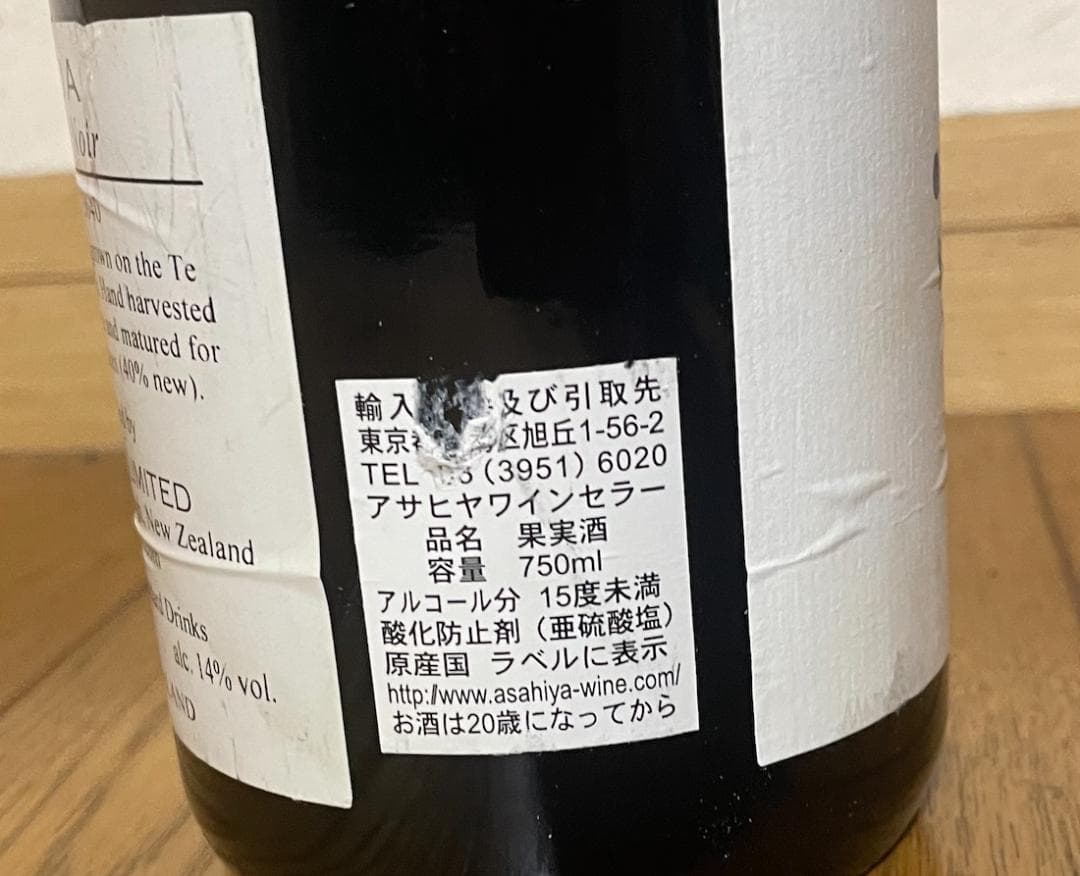 A
Noir
on the Te
Hand harvested
and matured for
(40% new).
by
LIMITED
New Zealand
Drinks
alc. 14% vol.
輸入 及び引取先
東京 区旭丘1-56-2
TEL 3 (3951) 6020
アサヒヤワインセラー
品名 果実酒
容量 750ml
アルコール分 15度未満
酸化防止剤（亜硫酸塩）
原産国 ラベルに表示
http://www.asahiya-wine.com/
お酒は20歳になってから